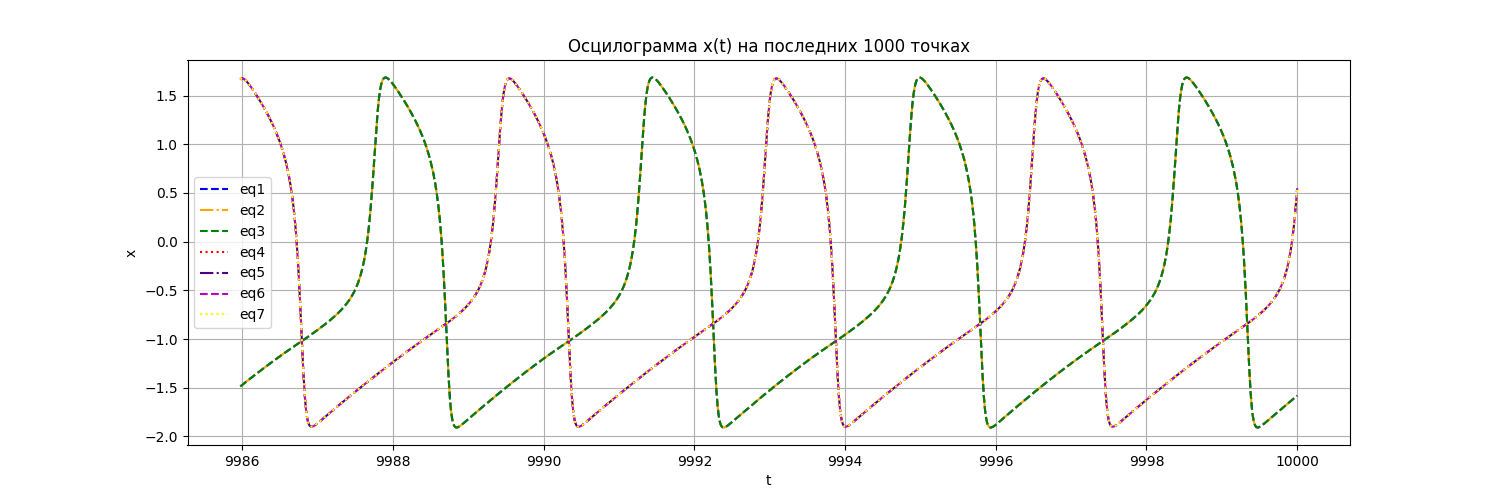 Осцилограмма x(t) на последних 1000 точках
1.5
1.0
0.5
0.0
−0.5
−1.0
−1.5
−2.0
x
eq1
eq2
eq3
eq4
eq5
eq6
eq7
9986 9988 9990 9992 9994 9996 9998 10000
t